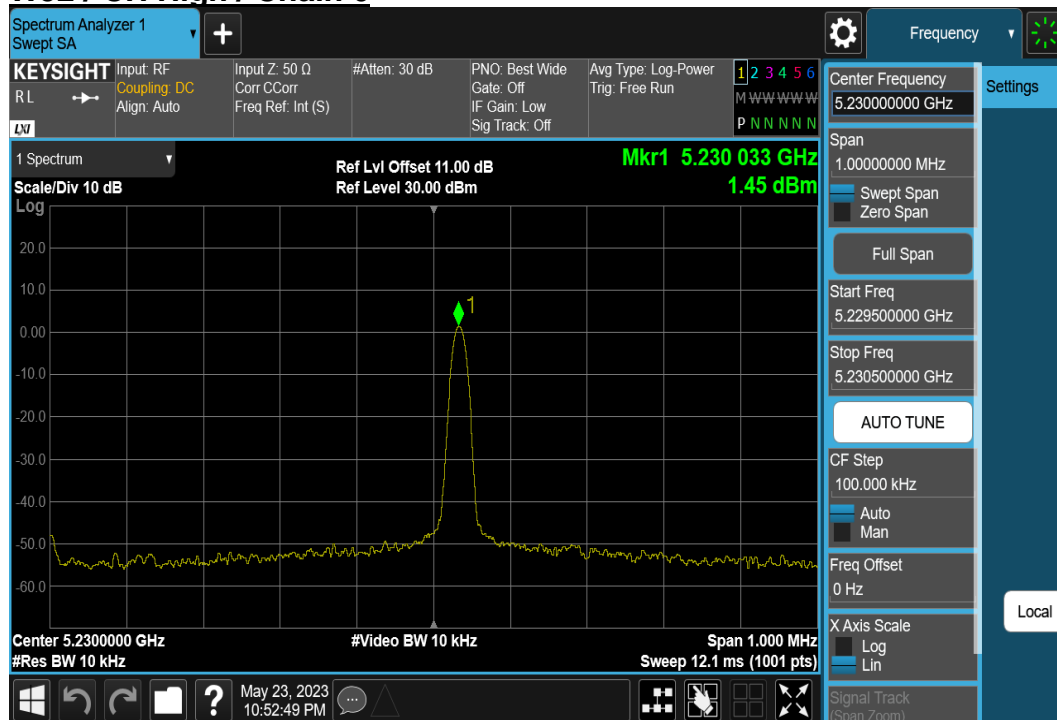 Spectrum Analyzer 1
Swept SA
Frequency
KEYSIGHT
R L
LXI
Input: RF
Coupling: DC
Align: Auto
Input Z: 50 Ω
Corr CCorr
Freq Ref: Int (S)
#Atten: 30 dB
PNO: Best Wide
Gate: Off
IF Gain: Low
Sig Track: Off
Avg Type: Log-Power
Trig: Free Run
1 2 3 4 5 6
M W W W W W
P N N N N N
1 Spectrum
Scale/Div 10 dB
Log
Ref Lvl Offset 11.00 dB
Ref Level 30.00 dBm
Mkr1 5.230 033 GHz
1.45 dBm
1
20.0
10.0
0.00
-10.0
-20.0
-30.0
-40.0
-50.0
-60.0
Center 5.2300000 GHz
#Res BW 10 kHz
#Video BW 10 kHz
Span 1.000 MHz
Sweep 12.1 ms (1001 pts)
Center Frequency
5.230000000 GHz
Span
1.00000000 MHz
Swept Span
Zero Span
Full Span
Start Freq
5.229500000 GHz
Stop Freq
5.230500000 GHz
AUTO TUNE
CF Step
100.000 kHz
Auto
Man
Freq Offset
0 Hz
X Axis Scale
Log
Lin
Signal Track
(Span Zoom)
Settings
Local
?
May 23, 2023
10:52:49 PM